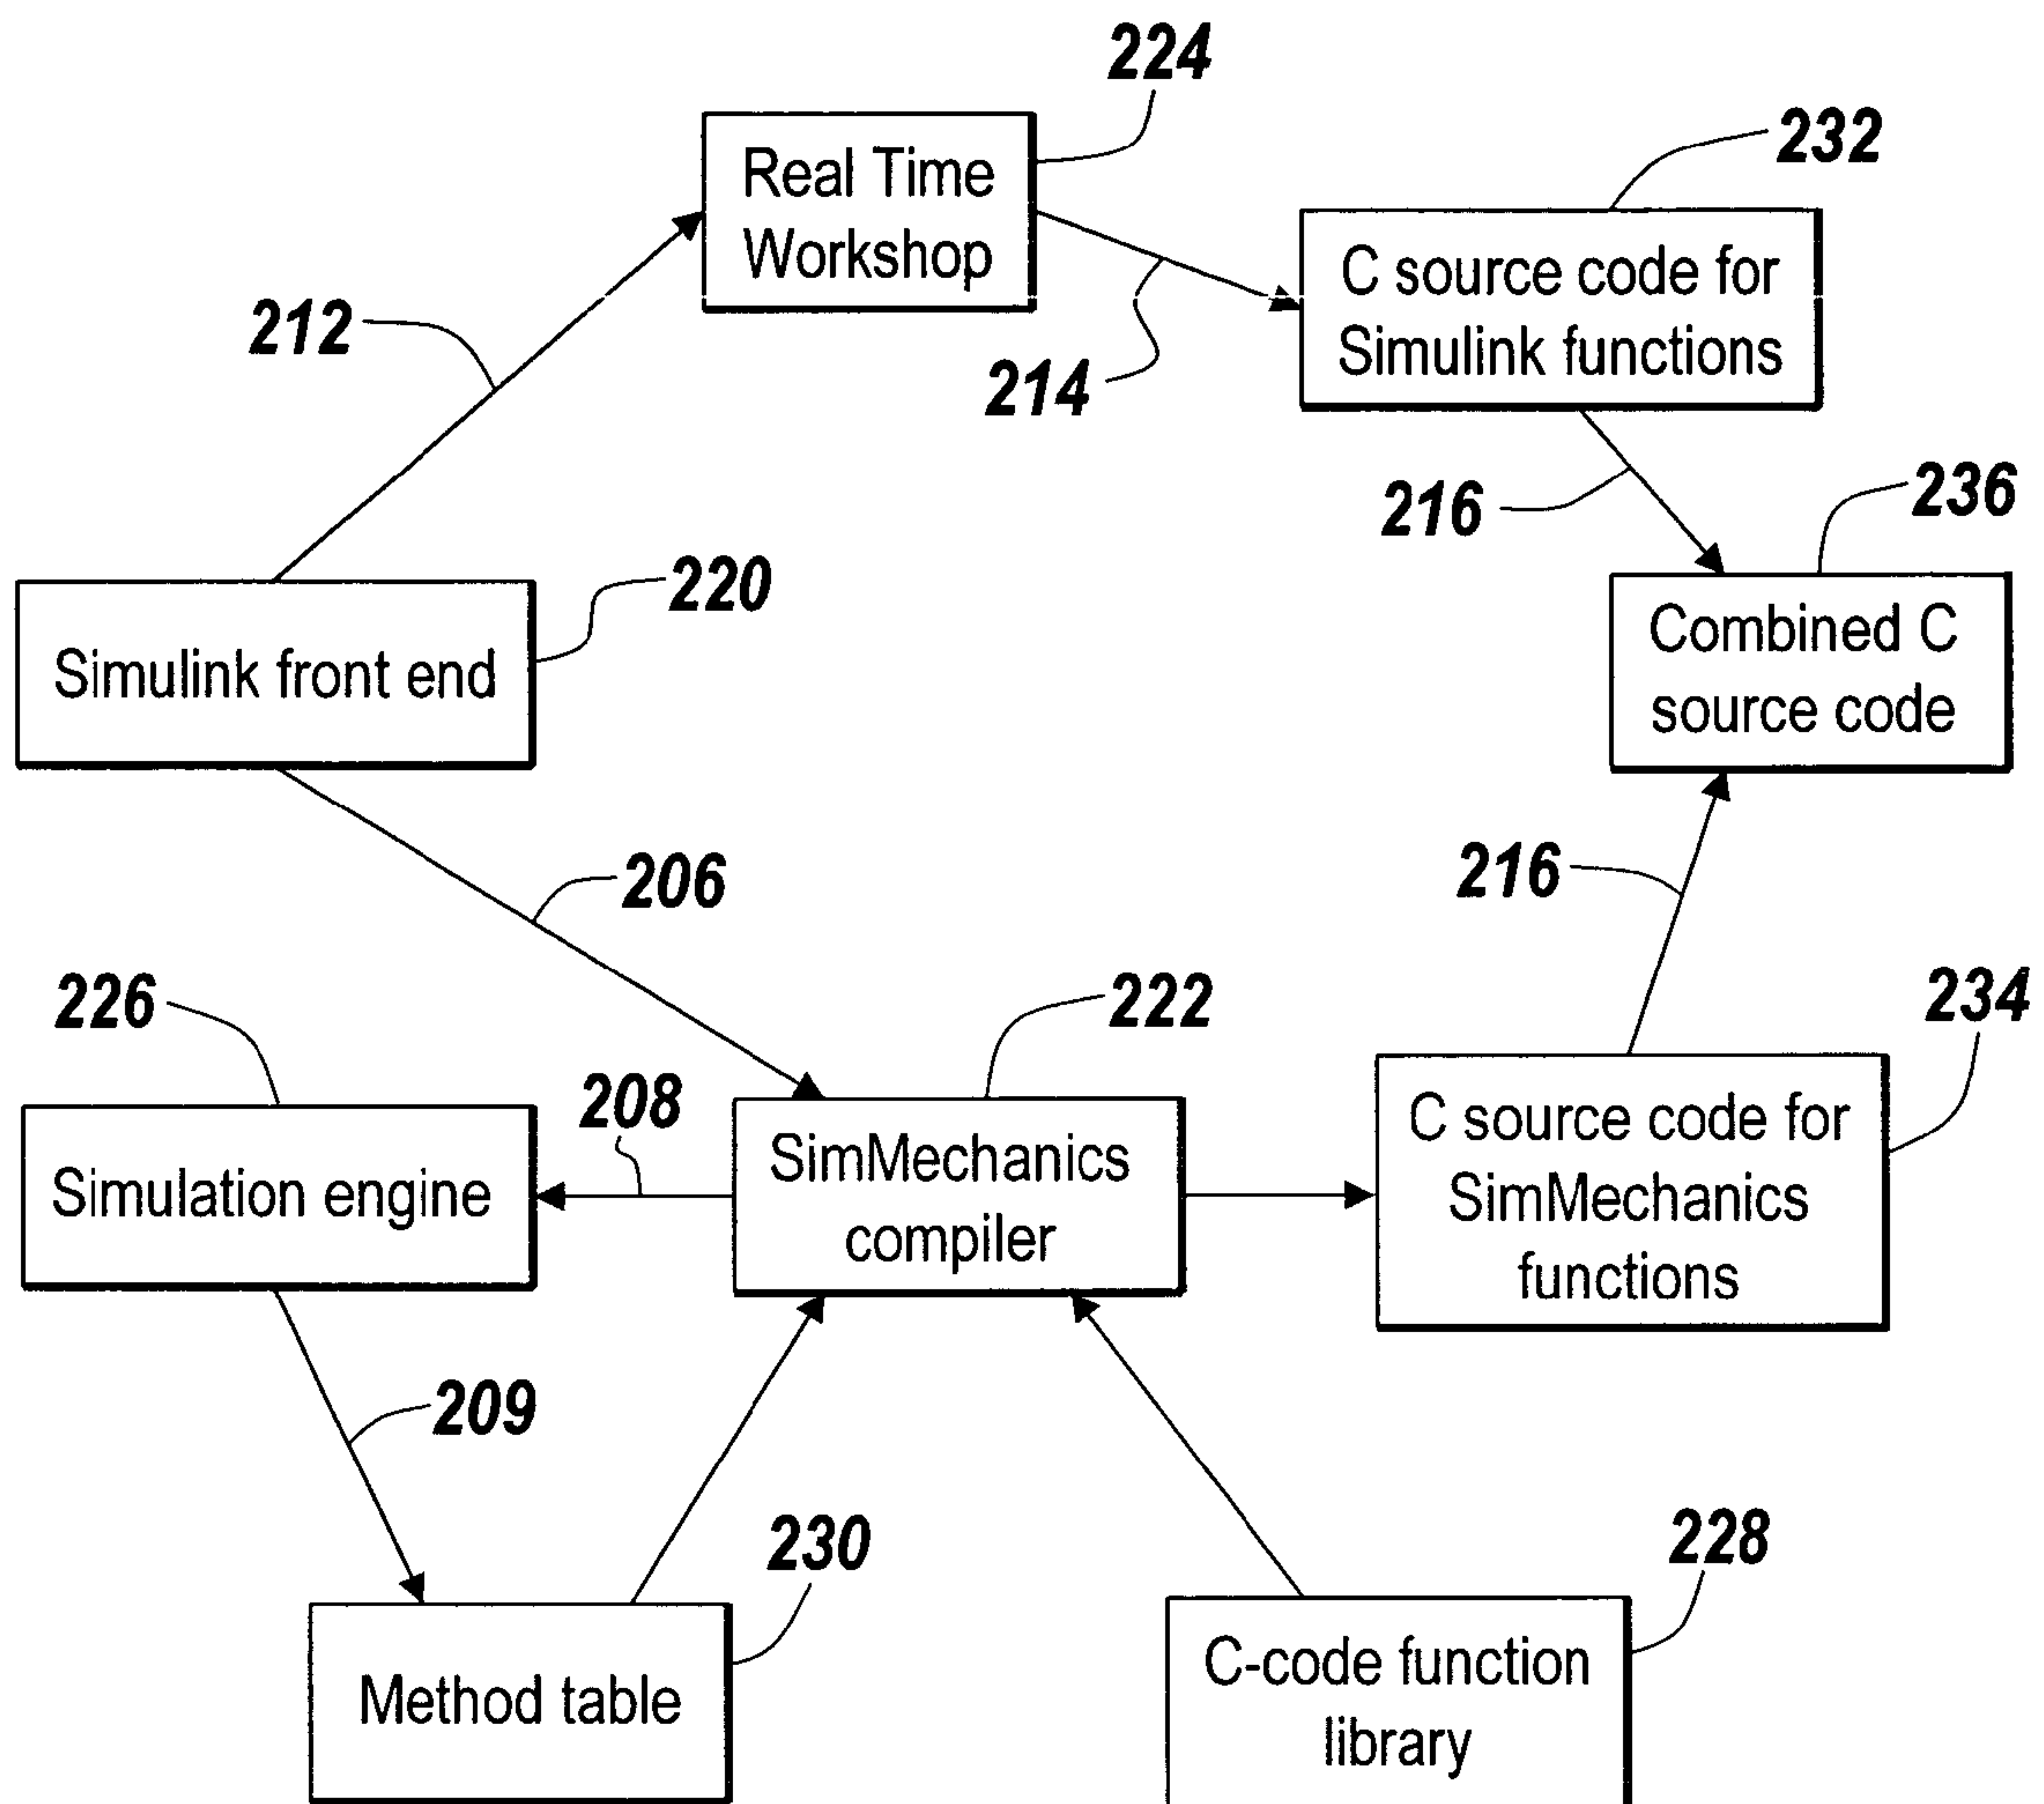 224
Real Time
Workshop
232
C source code for
Simulink functions
212
214
216
236
220
Simulink front end
Combined C
source code
206
216
226
222
234
208
Simulation engine
SimMechanics
compiler
C source code for
SimMechanics
functions
209
230
228
Method table
C-code function
library